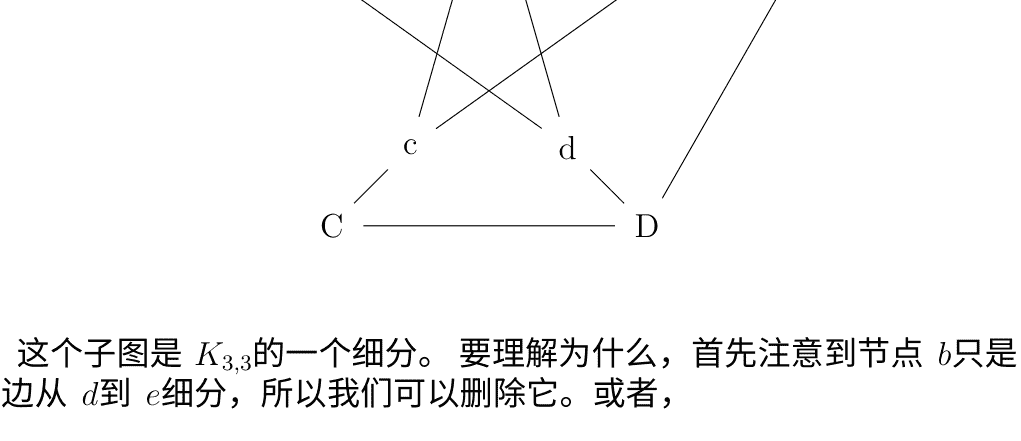 c d
C D
这个子图是 K₃,₃的一个细分。 要理解为什么，首先注意到节点 b只是
边从 d到 e细分，所以我们可以删除它。或者，